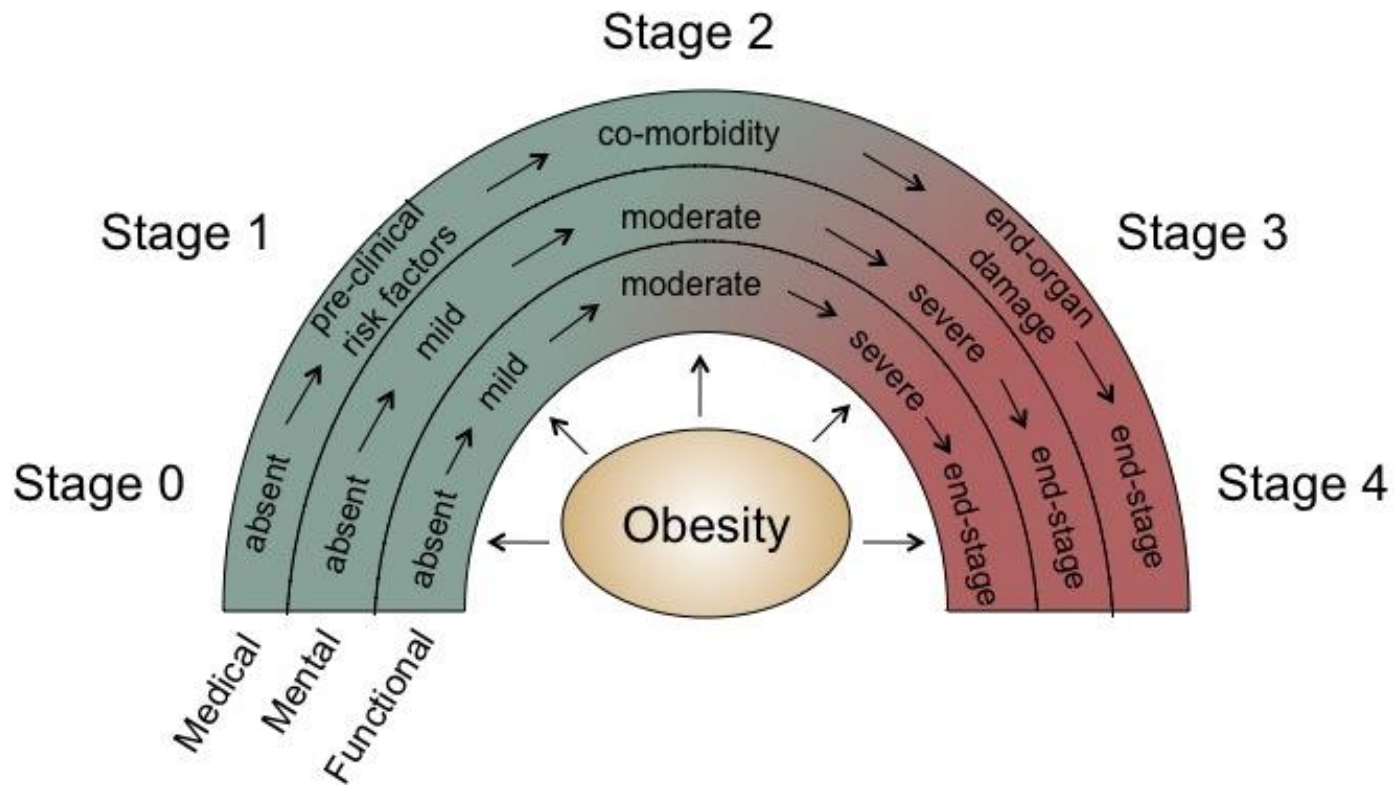 Stage 2
co-morbidity
moderate
moderate
Stage 1
pre-clinical
risk factors
mild
mild
Stage 3
end-organ
damage
severe
severe
Stage 0
absent
absent
absent
Obesity
Stage 4
end-stage
end-stage
end-stage
Medical
Mental
Functional